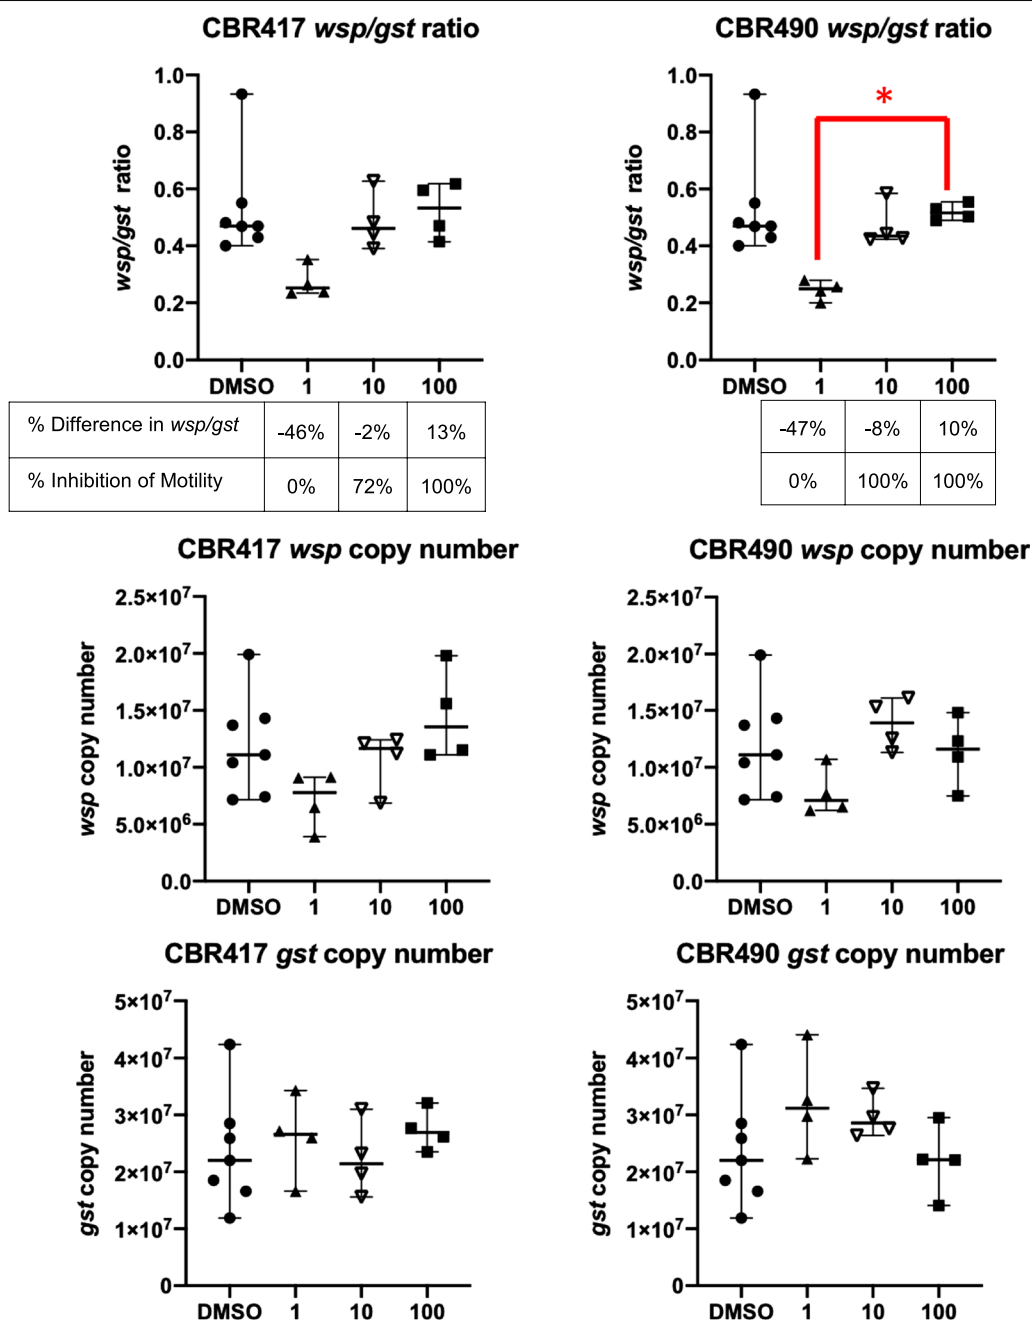 CBR417 wsp/gst ratio
wsp/gst ratio
1.0
0.8
0.6
0.4
0.2
0.0
DMSO 1 10 100
CBR490 wsp/gst ratio
wsp/gst ratio
1.0
0.8
0.6
0.4
0.2
0.0
*
DMSO 1 10 100
% Difference in wsp/gst -46% -2% 13%
% Inhibition of Motility 0% 72% 100%
-47% -8% 10%
0% 100% 100%
CBR417 wsp copy number
wsp copy number
2.5×10⁷
2.0×10⁷
1.5×10⁷
1.0×10⁷
5.0×10⁶
0.0
DMSO 1 10 100
CBR490 wsp copy number
wsp copy number
2.5×10⁷
2.0×10⁷
1.5×10⁷
1.0×10⁷
5.0×10⁶
0.0
DMSO 1 10 100
CBR417 gst copy number
gst copy number
5×10⁷
4×10⁷
3×10⁷
2×10⁷
1×10⁷
0
DMSO 1 10 100
CBR490 gst copy number
gst copy number
5×10⁷
4×10⁷
3×10⁷
2×10⁷
1×10⁷
0
DMSO 1 10 100